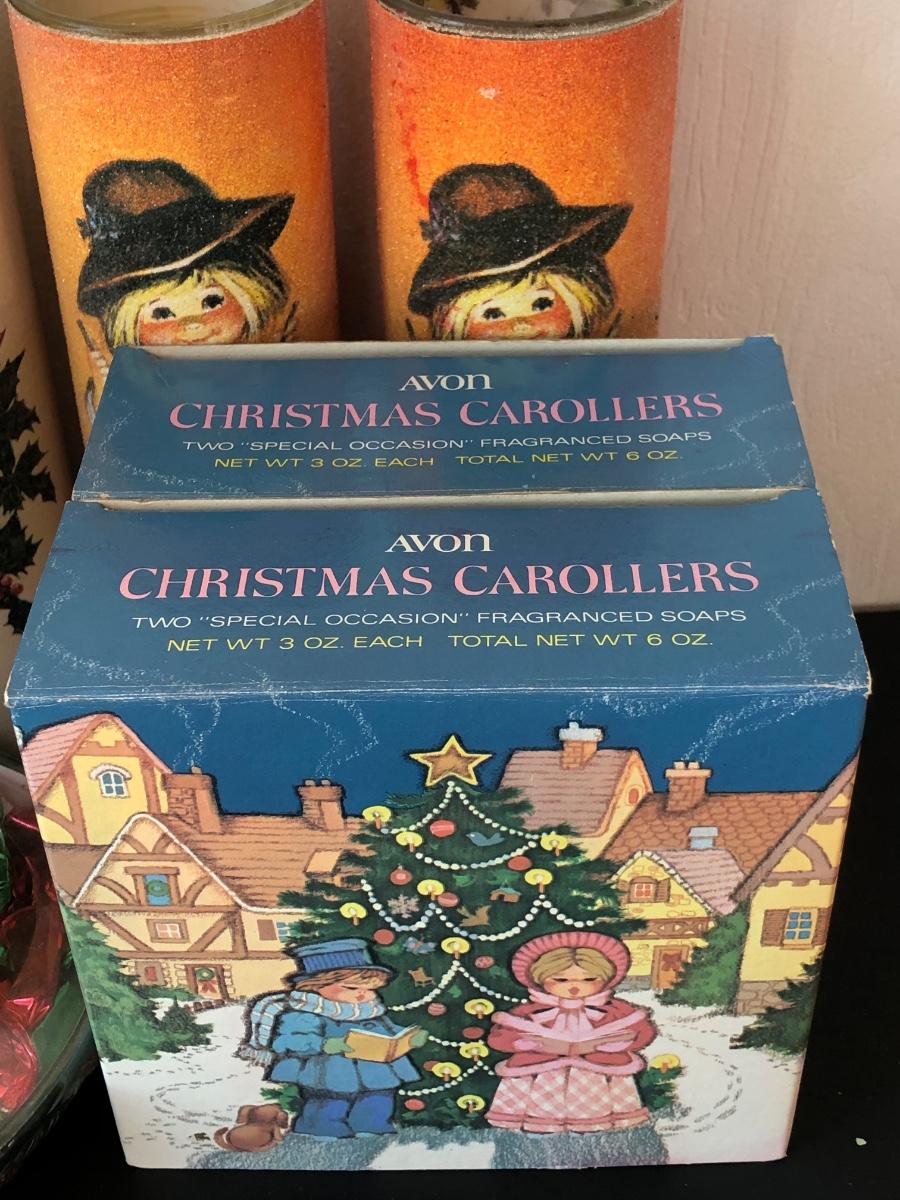 AVON
CHRISTMAS CAROLLERS
TWO "SPECIAL OCCASION" FRAGRANCED SOAPS
NET WT 3 OZ. EACH TOTAL NET WT 6 OZ.
AVON
CHRISTMAS CAROLLERS
TWO "SPECIAL OCCASION" FRAGRANCED SOAPS
NET WT 3 OZ. EACH TOTAL NET WT 6 OZ.